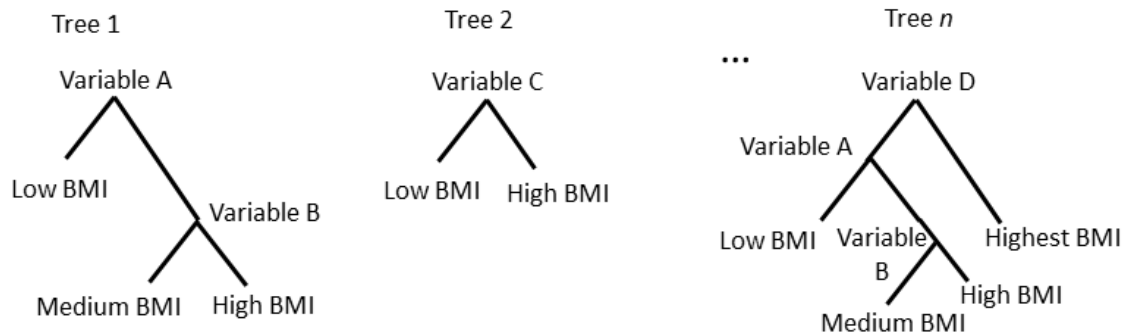 Tree 1
Variable A
Low BMI
Variable B
Medium BMI
High BMI
Tree 2
Variable C
Low BMI
High BMI
...
Tree n
Variable D
Variable A
Low BMI
Variable
B
Highest BMI
High BMI
Medium BMI